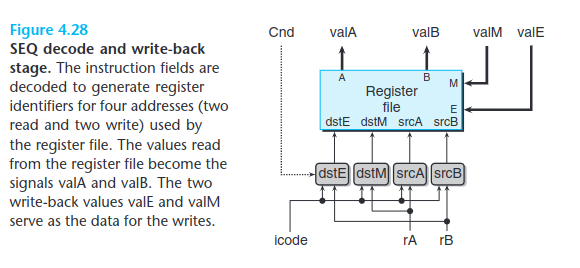 Figure 4.28
SEQ decode and write-back
stage. The instruction fields are
decoded to generate register
identifiers for four addresses (two
read and two write) used by
the register file. The values read
from the register file become the
signals valA and valB. The two
write-back values valE and valM
serve as the data for the writes.
Cnd valA valB valM valE
A B M
Register
file
E
dstE dstM srcA srcB
dstE dstM srcA srcB
icode rA rB